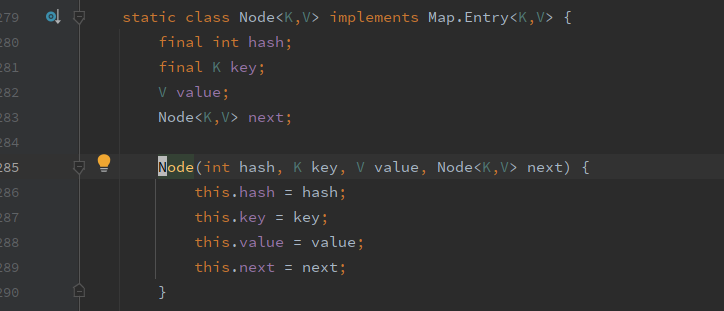 279 static class Node<K,V> implements Map.Entry<K,V> {
280 final int hash;
281 final K key;
282 V value;
283 Node<K,V> next;
284
285 Node(int hash, K key, V value, Node<K,V> next) {
286 this.hash = hash;
287 this.key = key;
288 this.value = value;
289 this.next = next;
290 }